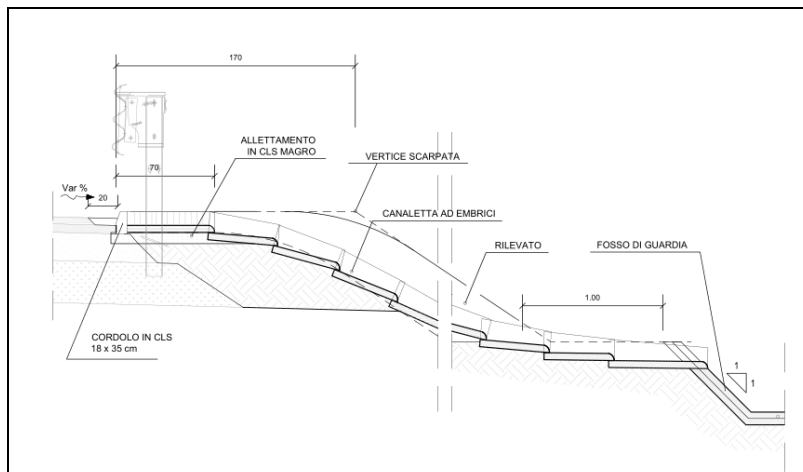 170
ALLETTAMENTO
IN CLS MAGRO
70
VERTICE SCARPATA
Var %
20
CANALETTA AD EMBRICI
RILEVATO
FOSSO DI GUARDIA
1.00
CORDOLO IN CLS
18 x 35 cm
1
1